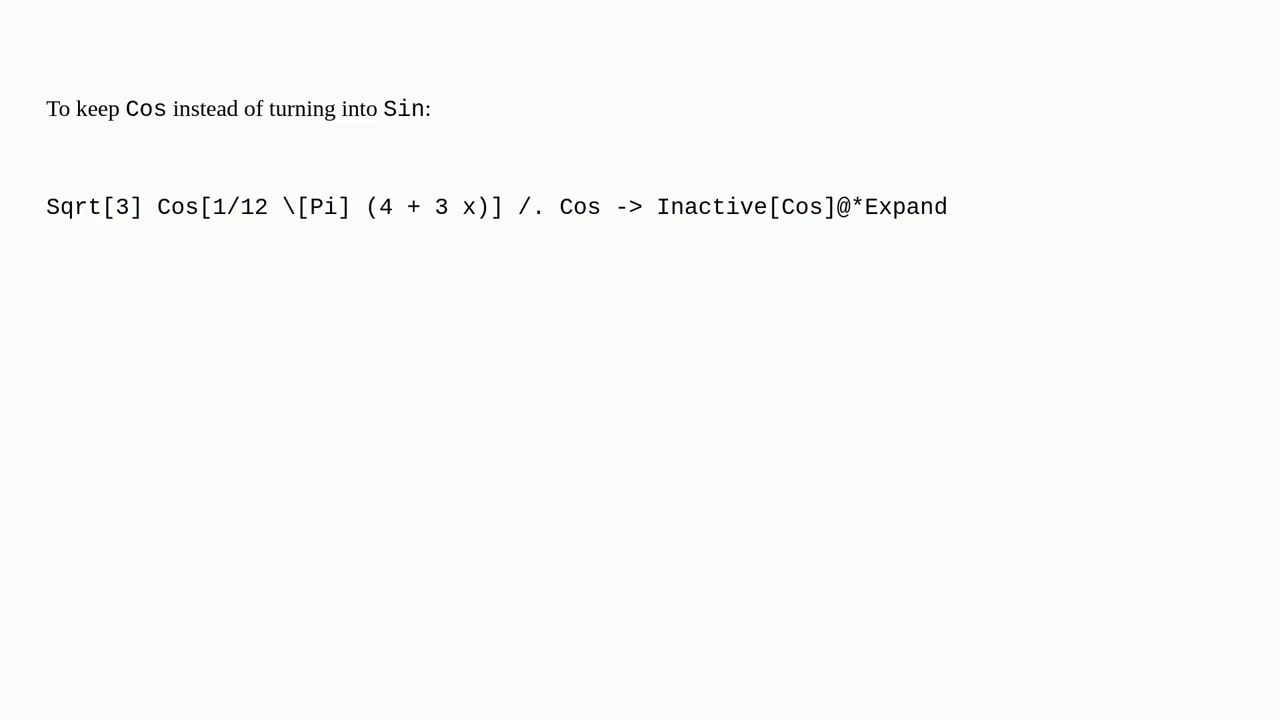 To keep Cos instead of turning into Sin:
Sqrt[3] Cos[1/12 \[Pi] (4 + 3 x)] /. Cos -> Inactive[Cos]@*Expand